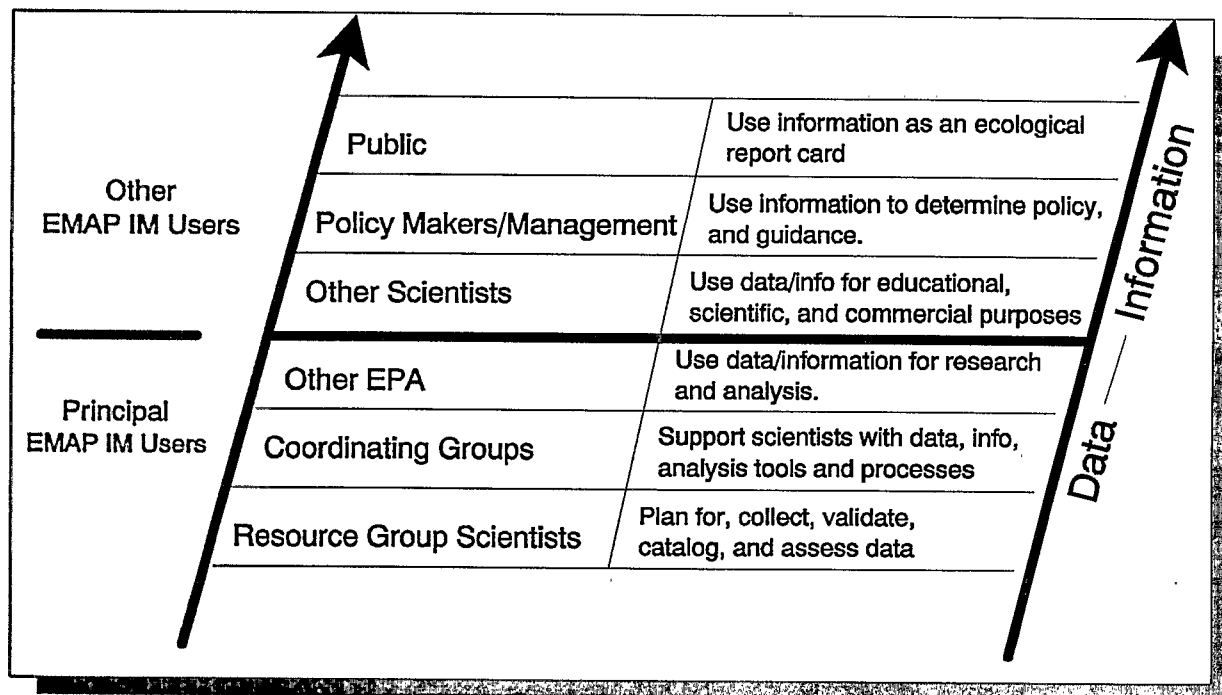 Other
EMAP IM Users
Public
Use information as an ecological
report card
Policy Makers/Management
Use information to determine policy,
and guidance.
Other Scientists
Use data/info for educational,
scientific, and commercial purposes
Principal
EMAP IM Users
Other EPA
Use data/information for research
and analysis.
Coordinating Groups
Support scientists with data, info,
analysis tools and processes
Resource Group Scientists
Plan for, collect, validate,
catalog, and assess data
Data — Information